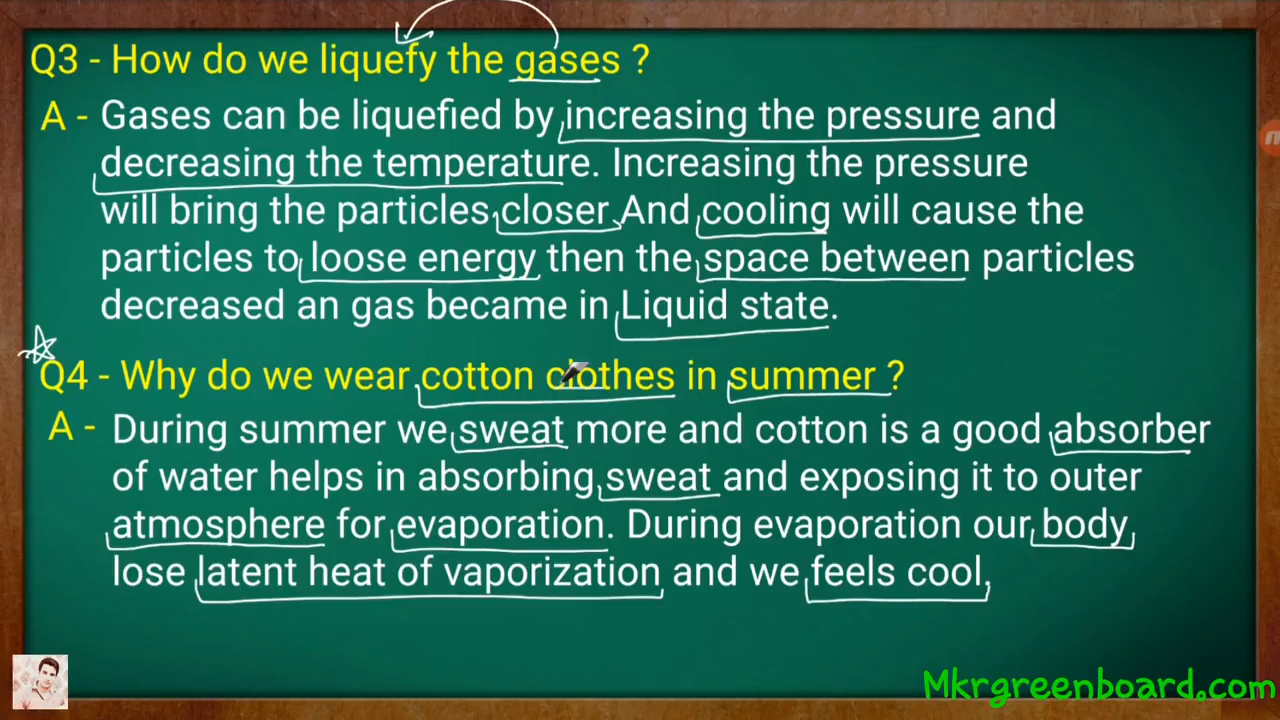 Q3 - How do we liquefy the gases ?
A - Gases can be liquefied by increasing the pressure and
decreasing the temperature. Increasing the pressure
will bring the particles closer. And cooling will cause the
particles to loose energy then the space between particles
decreased an gas became in Liquid state.
Q4 - Why do we wear cotton clothes in summer ?
A - During summer we sweat more and cotton is a good absorber
of water helps in absorbing sweat and exposing it to outer
atmosphere for evaporation. During evaporation our body
lose latent heat of vaporization and we feels cool.
Mkrgreenboard.com